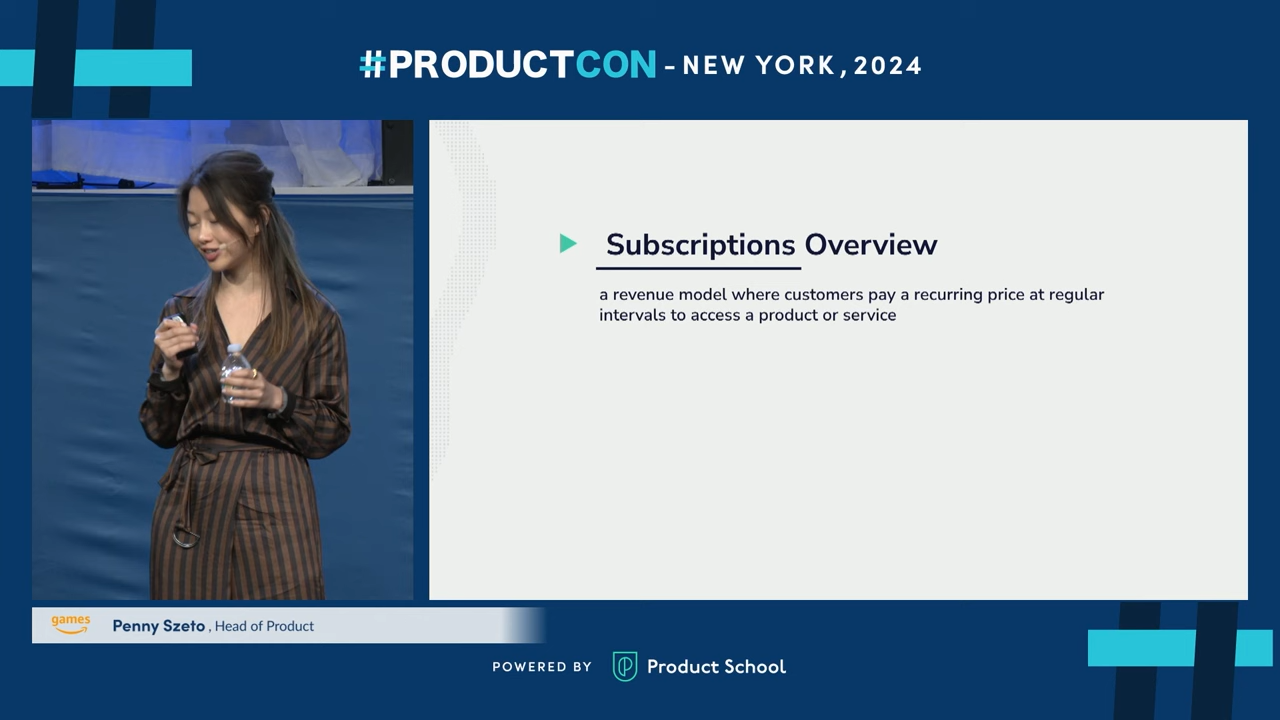 #PRODUCTCON - NEW YORK, 2024
Subscriptions Overview
a revenue model where customers pay a recurring price at regular
intervals to access a product or service
games
Penny Szeto, Head of Product
POWERED BY Product School